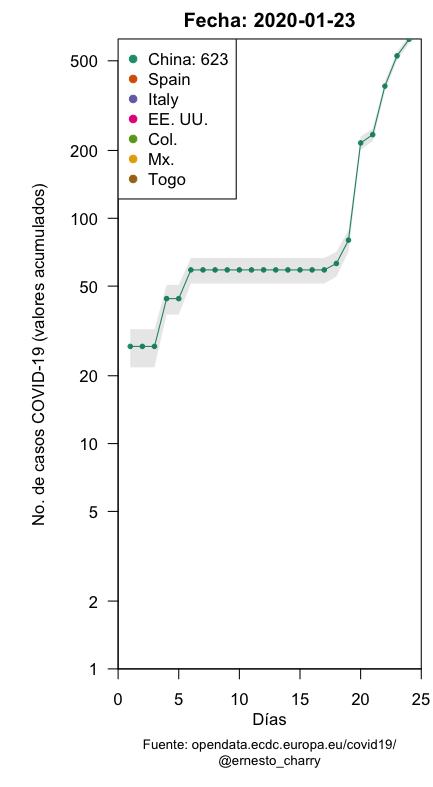 Fecha: 2020-01-23
China: 623
Spain
Italy
EE. UU.
Col.
Mx.
Togo
No. de casos COVID-19 (valores acumulados)
500
200
100
50
20
10
5
2
1
0 5 10 15 20 25
Días
Fuente: opendata.ecdc.europa.eu/covid19/
@ernesto_charry